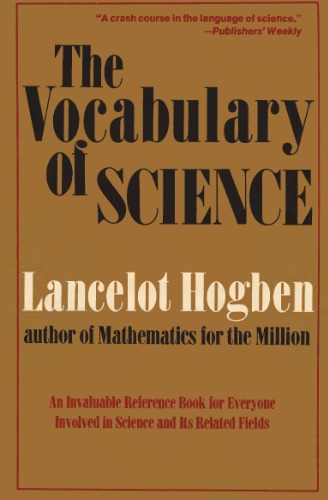 "A crash course in the language of science."
—Publishers' Weekly
The
Vocabulary
of SCIENCE
Lancelot Hogben
author of Mathematics for the Million
An Invaluable Reference Book for Everyone
Involved in Science and Its Related Fields